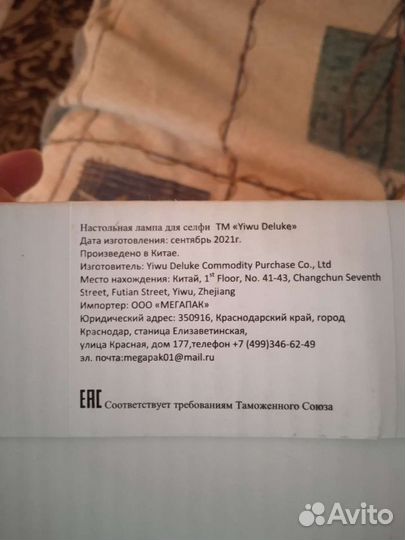 Настольная лампа для селфи ТМ «Yiwu Deluke»
Дата изготовления: сентябрь 2021г.
Произведено в Китае.
Изготовитель: Yiwu Deluke Commodity Purchase Co., Ltd
Место нахождения: Китай, 1st Floor, No. 41-43, Changchun Seventh
Street, Futian Street, Yiwu, Zhejiang
Импортер: ООО «МЕГАПАК»
Юридический адрес: 350916, Краснодарский край, город
Краснодар, станица Елизаветинская,
улица Красная, дом 177,телефон +7 (499)346-62-49
эл. почта:megapak01@mail.ru
EAC Соответствует требованиям Таможенного Союза
Avito